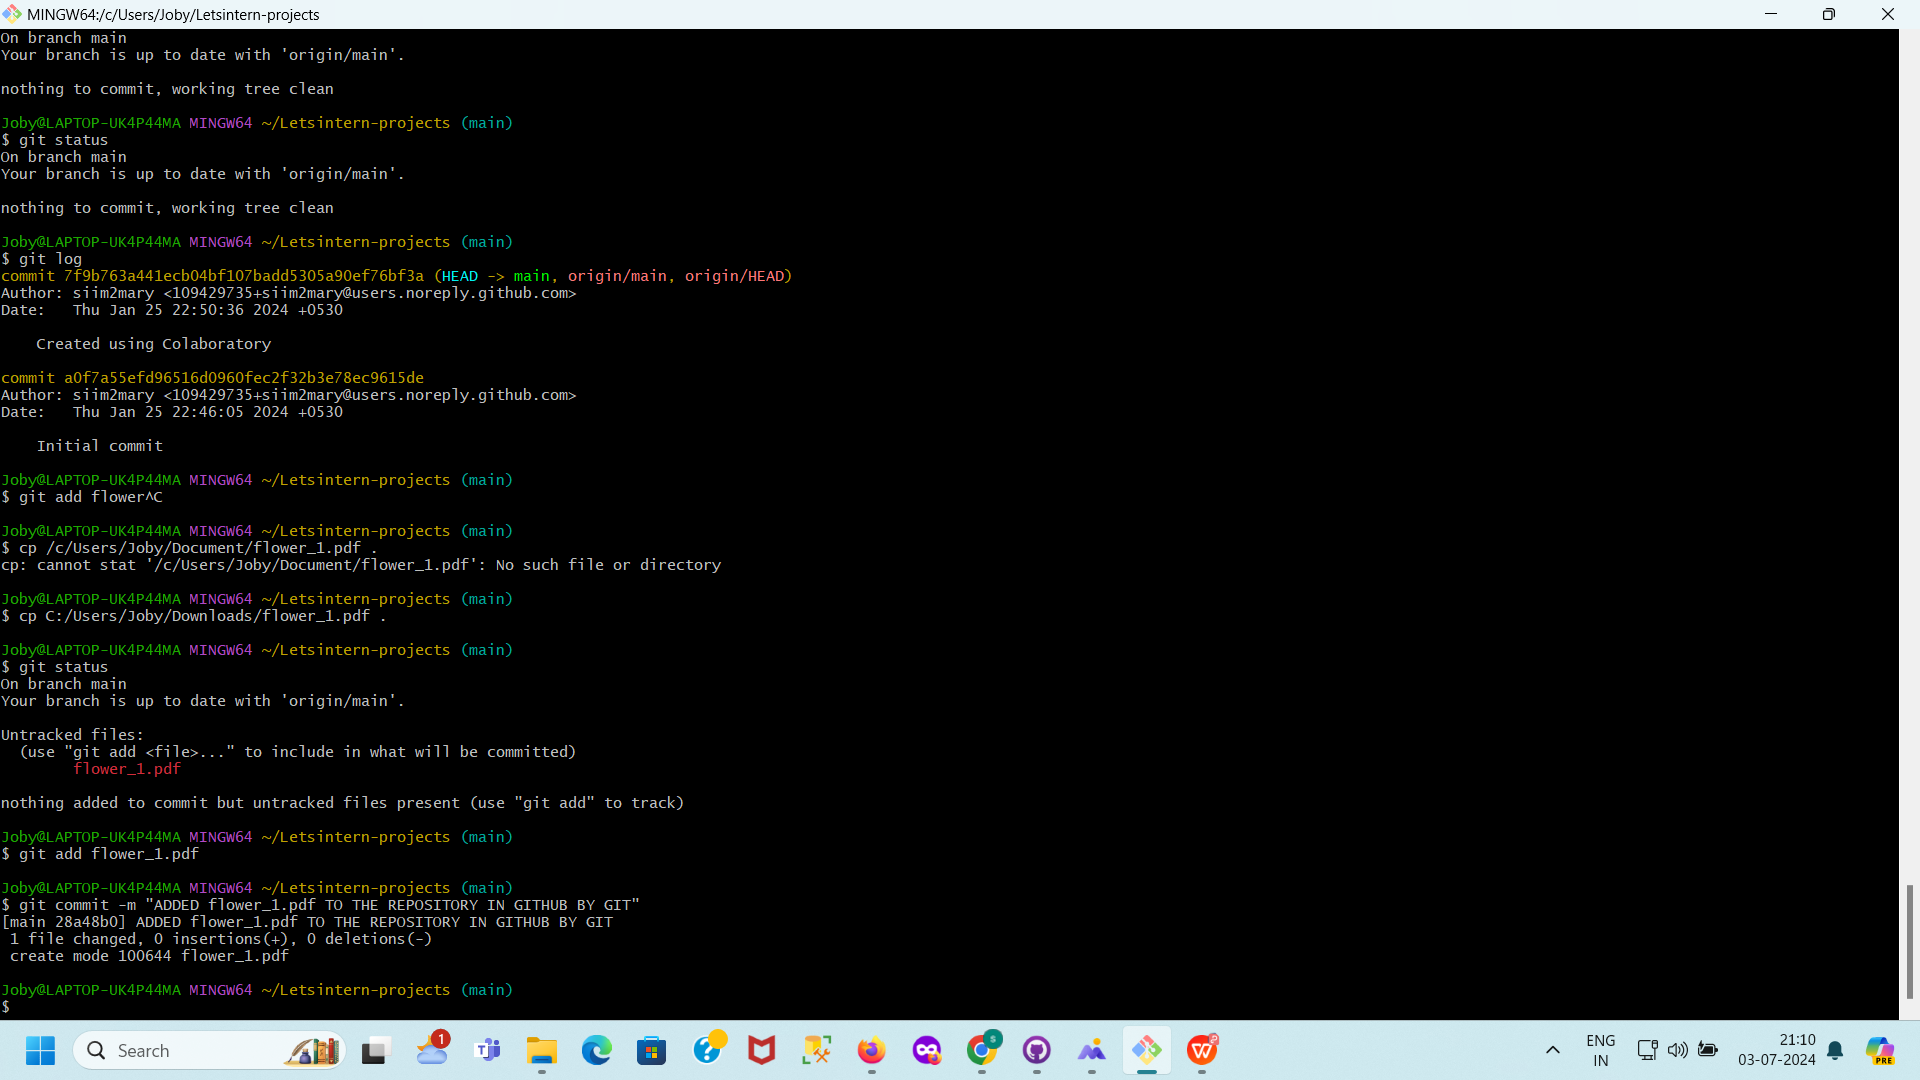 MINGW64:/c/Users/Joby/Letsintern-projects
On branch main
Your branch is up to date with 'origin/main'.
nothing to commit, working tree clean
Joby@LAPTOP-UK4P44MA MINGW64 ~/Letsintern-projects (main)
$ git status
On branch main
Your branch is up to date with 'origin/main'.
nothing to commit, working tree clean
Joby@LAPTOP-UK4P44MA MINGW64 ~/Letsintern-projects (main)
$ git log
commit 7f9b763a441ecb04bf107badd5305a90ef76bf3a (HEAD -> main, origin/main, origin/HEAD)
Author: siim2mary <109429735+siim2mary@users.noreply.github.com>
Date:   Thu Jan 25 22:50:36 2024 +0530
    Created using Colaboratory
commit a0f7a55efd96516d0960fec2f32b3e78ec9615de
Author: siim2mary <109429735+siim2mary@users.noreply.github.com>
Date:   Thu Jan 25 22:46:05 2024 +0530
    Initial commit
Joby@LAPTOP-UK4P44MA MINGW64 ~/Letsintern-projects (main)
$ git add flower^C
Joby@LAPTOP-UK4P44MA MINGW64 ~/Letsintern-projects (main)
$ cp /c/Users/Joby/Document/flower_1.pdf .
cp: cannot stat '/c/Users/Joby/Document/flower_1.pdf': No such file or directory
Joby@LAPTOP-UK4P44MA MINGW64 ~/Letsintern-projects (main)
$ cp C:/Users/Joby/Downloads/flower_1.pdf .
Joby@LAPTOP-UK4P44MA MINGW64 ~/Letsintern-projects (main)
$ git status
On branch main
Your branch is up to date with 'origin/main'.
Untracked files:
  (use "git add <file>..." to include in what will be committed)
        flower_1.pdf
nothing added to commit but untracked files present (use "git add" to track)
Joby@LAPTOP-UK4P44MA MINGW64 ~/Letsintern-projects (main)
$ git add flower_1.pdf
Joby@LAPTOP-UK4P44MA MINGW64 ~/Letsintern-projects (main)
$ git commit -m "ADDED flower_1.pdf TO THE REPOSITORY IN GITHUB BY GIT"
[main 28a48b0] ADDED flower_1.pdf TO THE REPOSITORY IN GITHUB BY GIT
 1 file changed, 0 insertions(+), 0 deletions(-)
 create mode 100644 flower_1.pdf
Joby@LAPTOP-UK4P44MA MINGW64 ~/Letsintern-projects (main)
$
Search
1
S
ENG
IN
21:10
03-07-2024
PRE